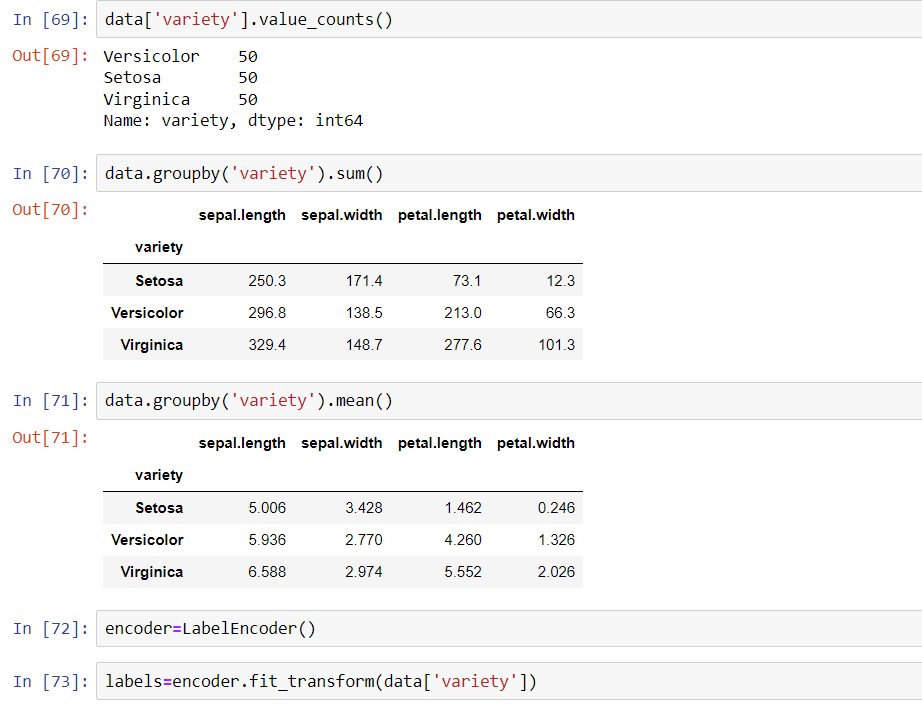 In [69]: data['variety'].value_counts()
Out[69]: Versicolor    50
Setosa        50
Virginica     50
Name: variety, dtype: int64
In [70]: data.groupby('variety').sum()
Out[70]:
sepal.length sepal.width petal.length petal.width
variety
Setosa 250.3 171.4 73.1 12.3
Versicolor 296.8 138.5 213.0 66.3
Virginica 329.4 148.7 277.6 101.3
In [71]: data.groupby('variety').mean()
Out[71]:
sepal.length sepal.width petal.length petal.width
variety
Setosa 5.006 3.428 1.462 0.246
Versicolor 5.936 2.770 4.260 1.326
Virginica 6.588 2.974 5.552 2.026
In [72]: encoder=LabelEncoder()
In [73]: labels=encoder.fit_transform(data['variety'])